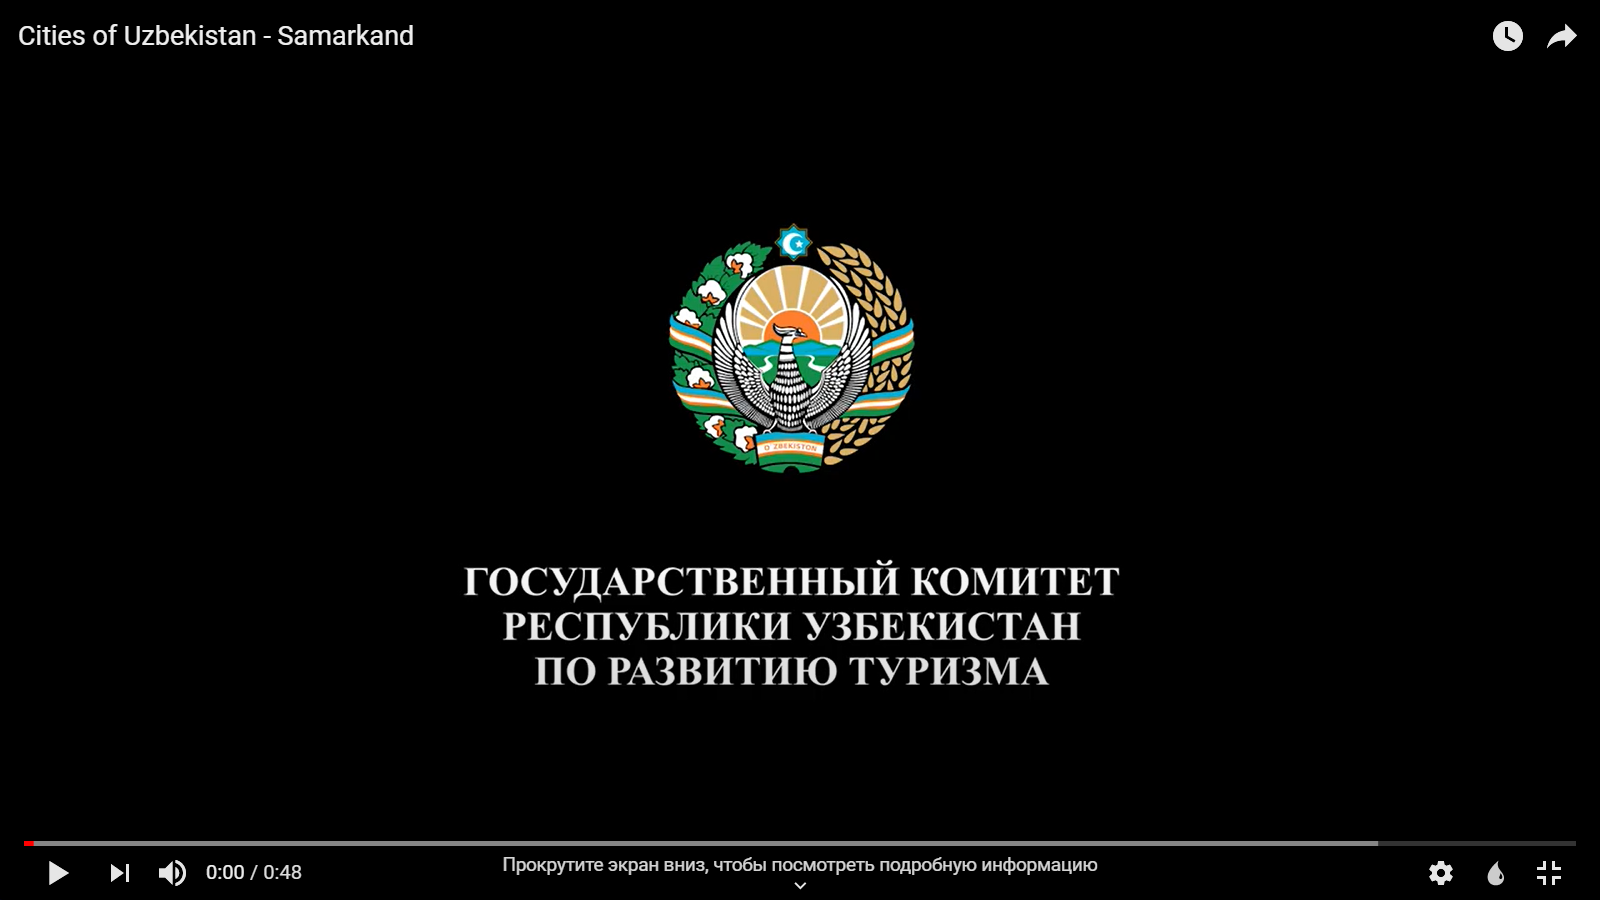 Cities of Uzbekistan - Samarkand
O'ZBEKISTON
ГОСУДАРСТВЕННЫЙ КОМИТЕТ
РЕСПУБЛИКИ УЗБЕКИСТАН
ПО РАЗВИТИЮ ТУРИЗМА
0:00 / 0:48
Прокрутите экран вниз, чтобы посмотреть подробную информацию